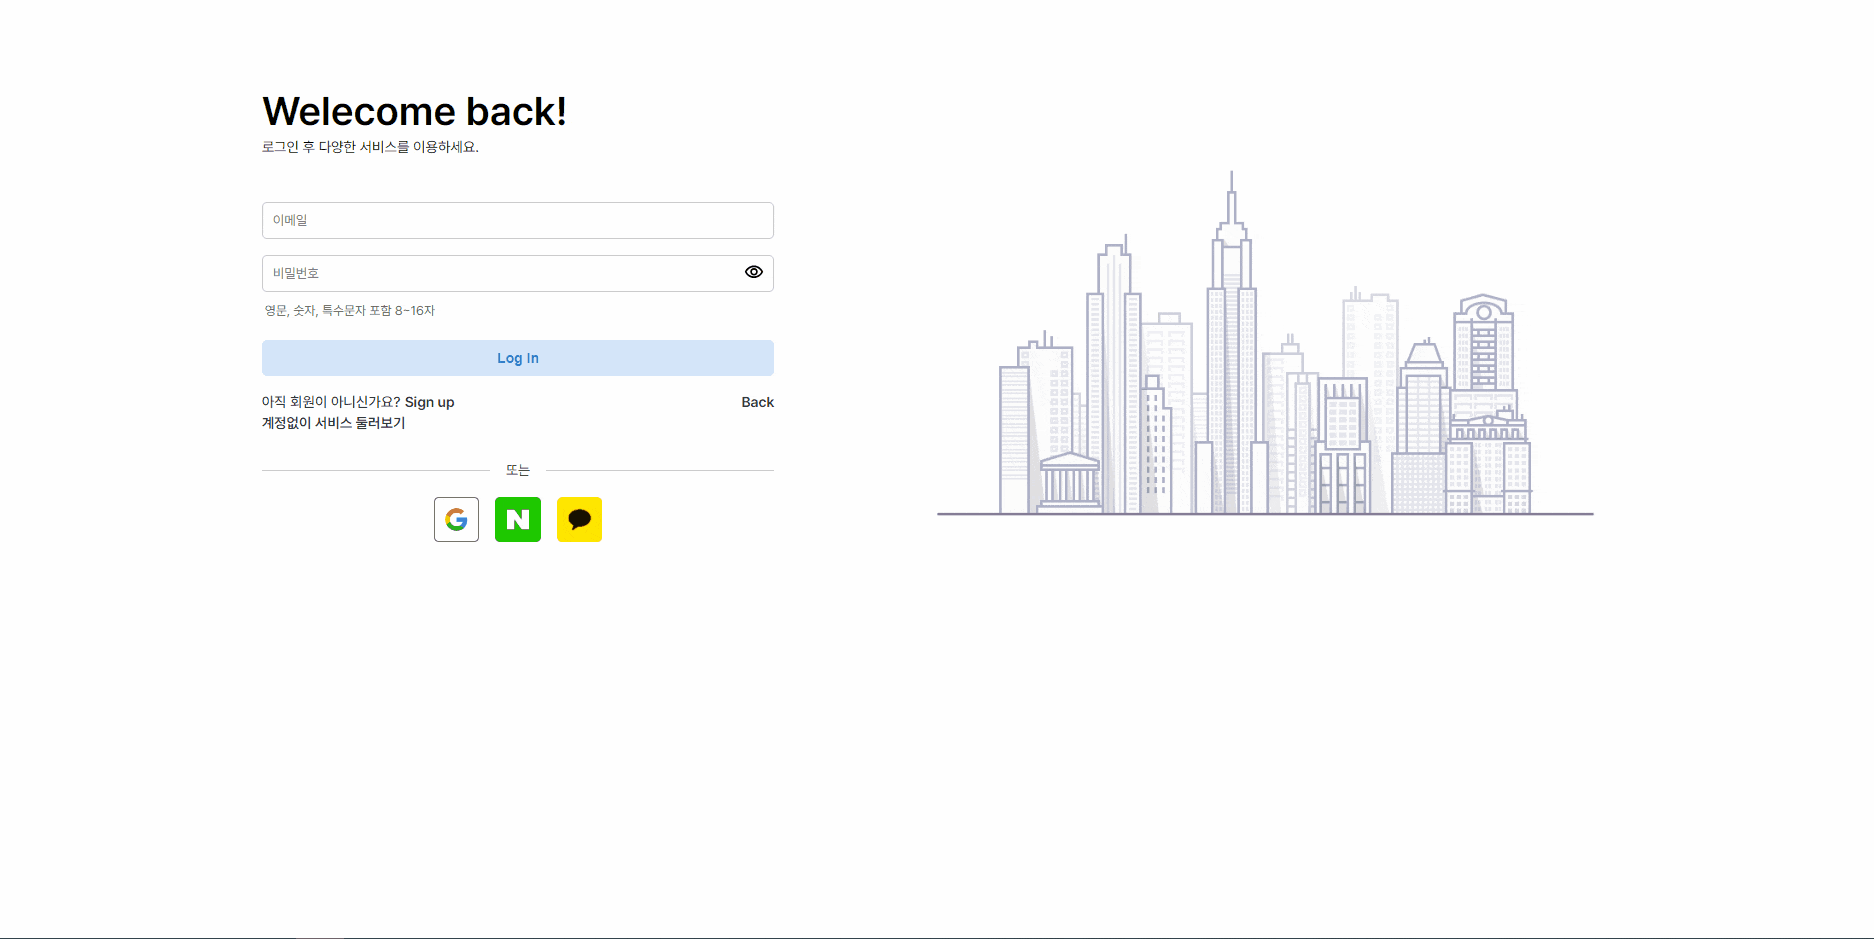 Welecome back!
로그인 후 다양한 서비스를 이용하세요.
이메일
비밀번호
영문, 숫자, 특수문자 포함 8-16자
Log In
아직 회원이 아니신가요? Sign up
Back
계정없이 서비스 둘러보기
또는
G
N